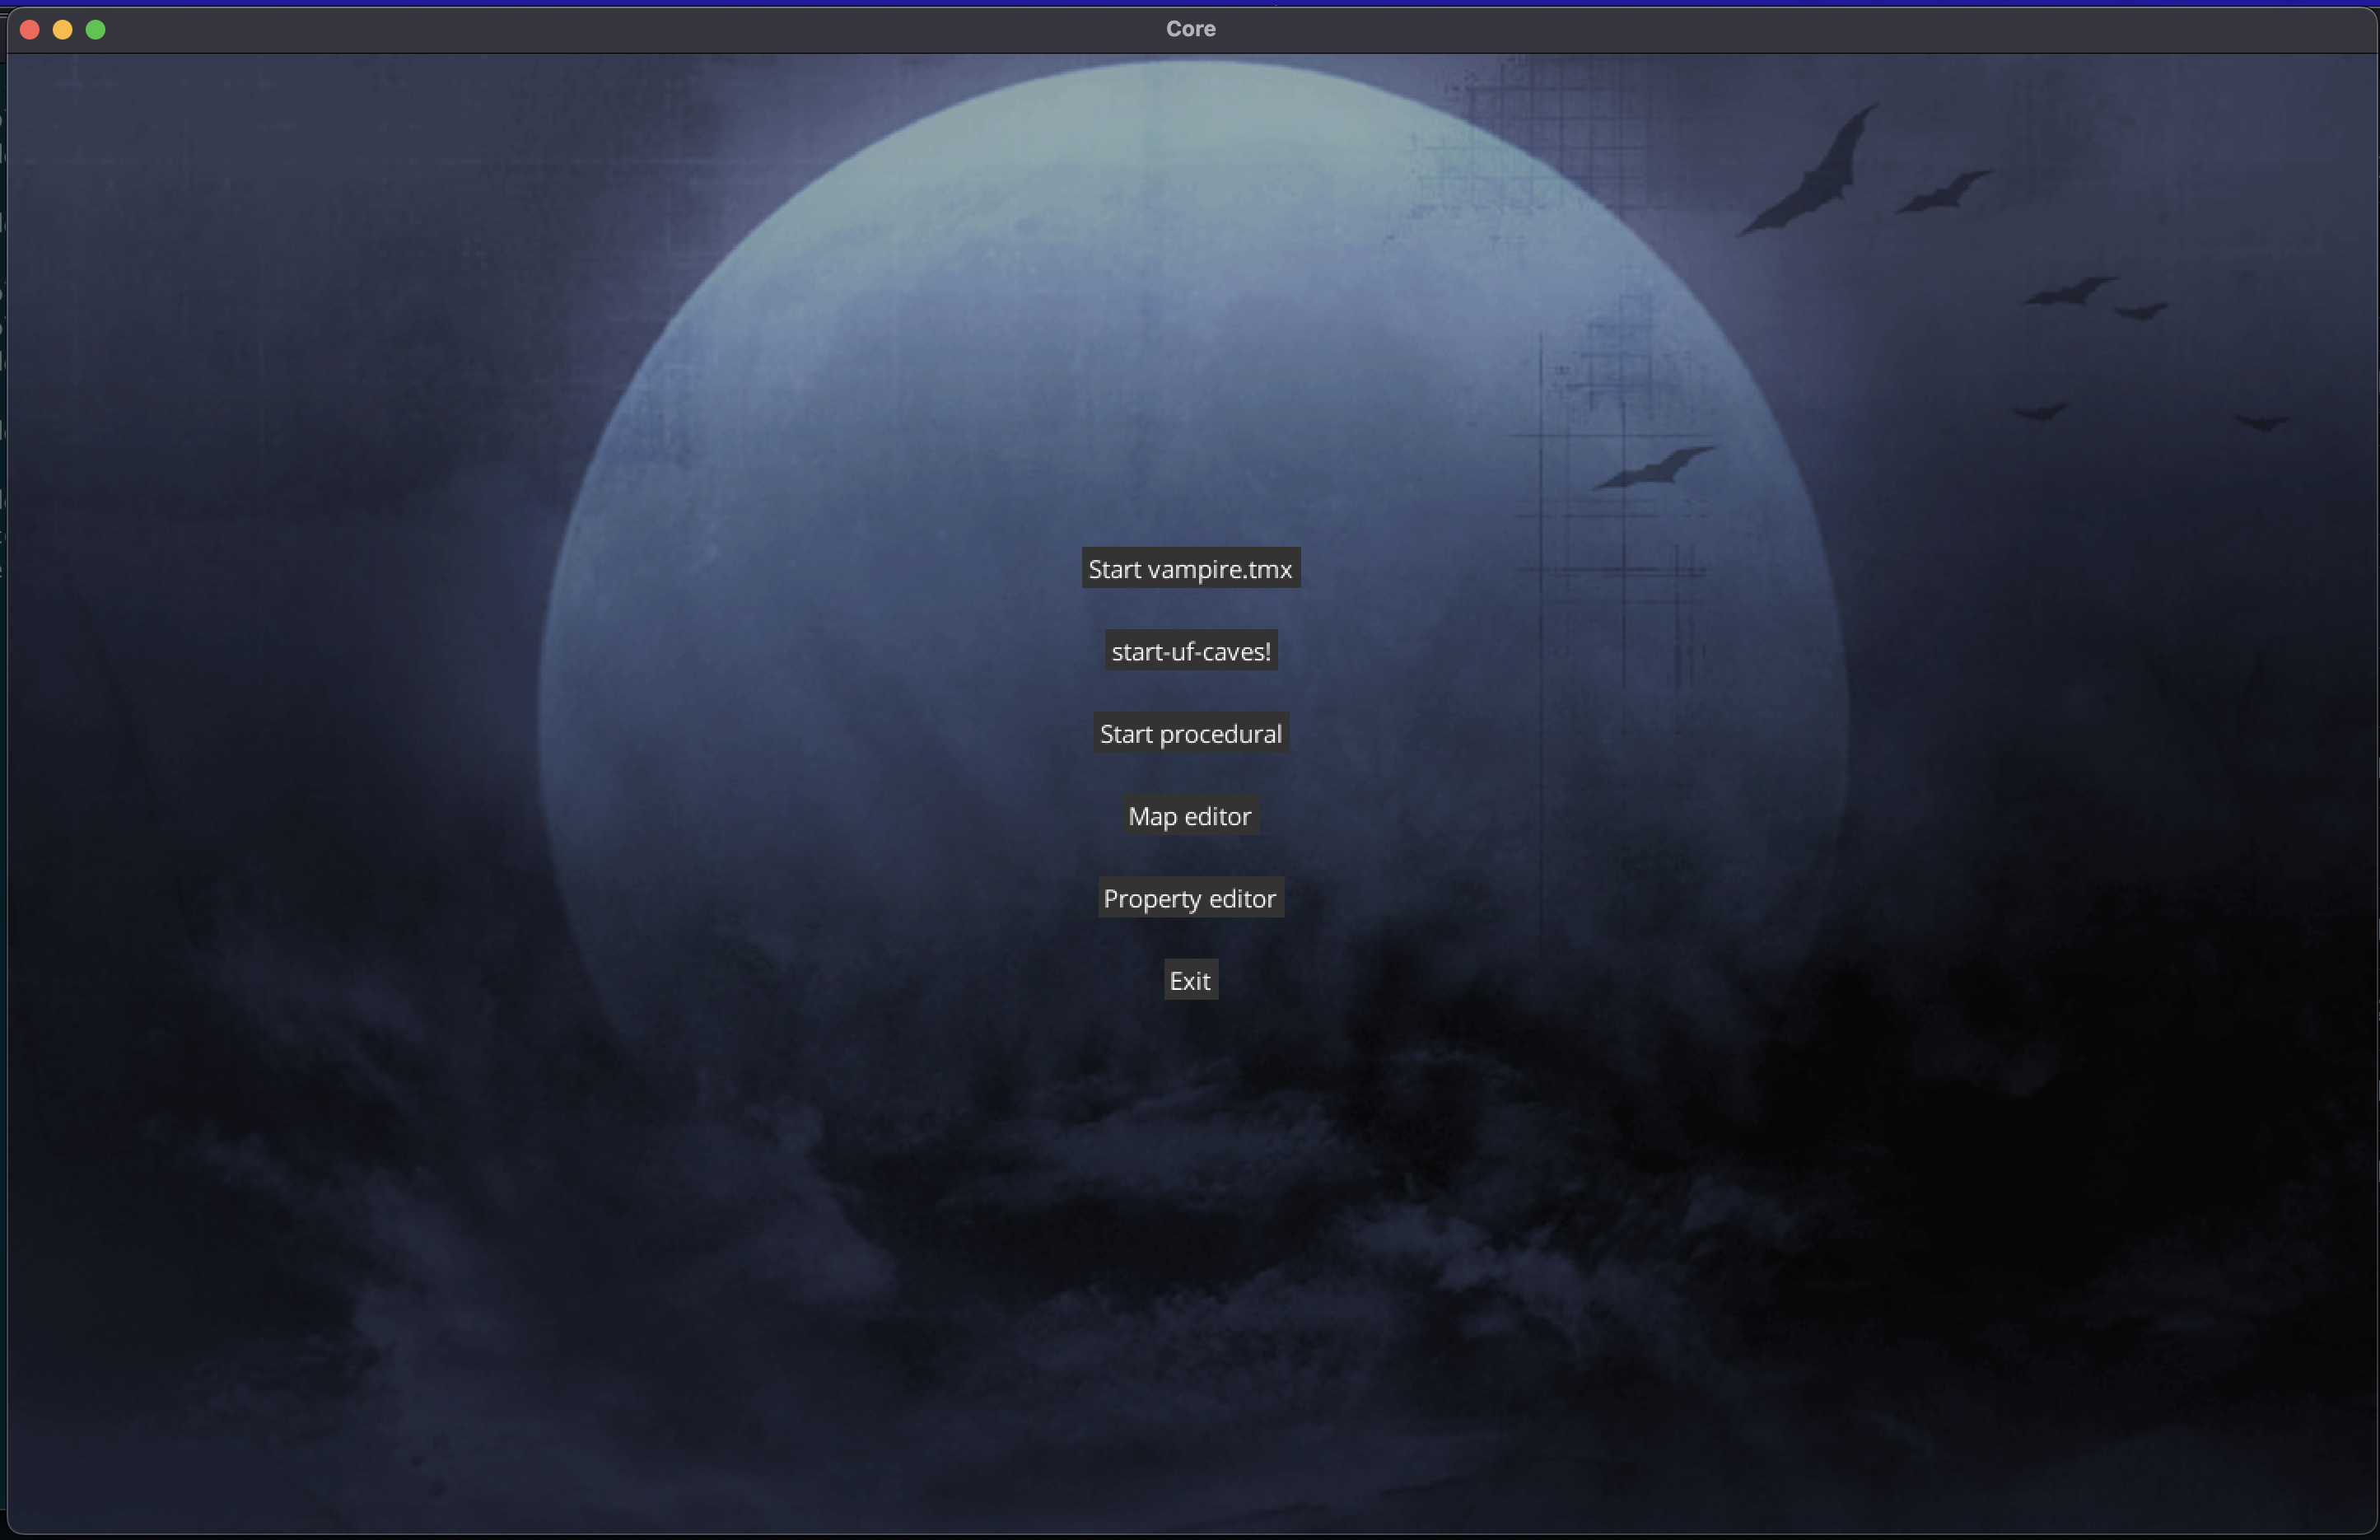 Core
Start vampire.tmx
start-uf-caves!
Start procedural
Map editor
Property editor
Exit